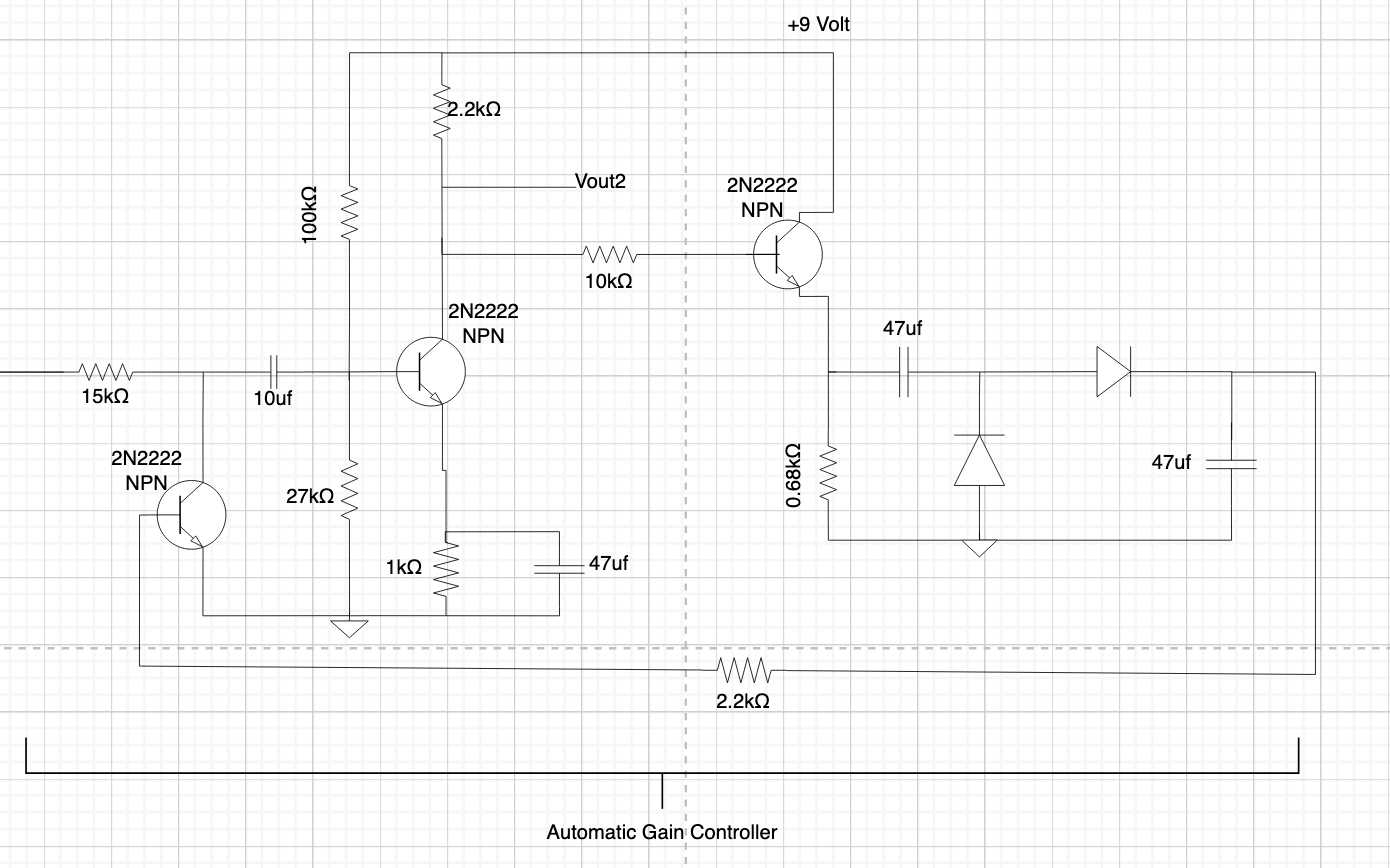 +9 Volt
2.2kΩ
Vout2
2N2222
NPN
100kΩ
10kΩ
2N2222
NPN
47uf
15kΩ
10uf
2N2222
NPN
27kΩ
0.68kΩ
47uf
1kΩ
47uf
2.2kΩ
Automatic Gain Controller